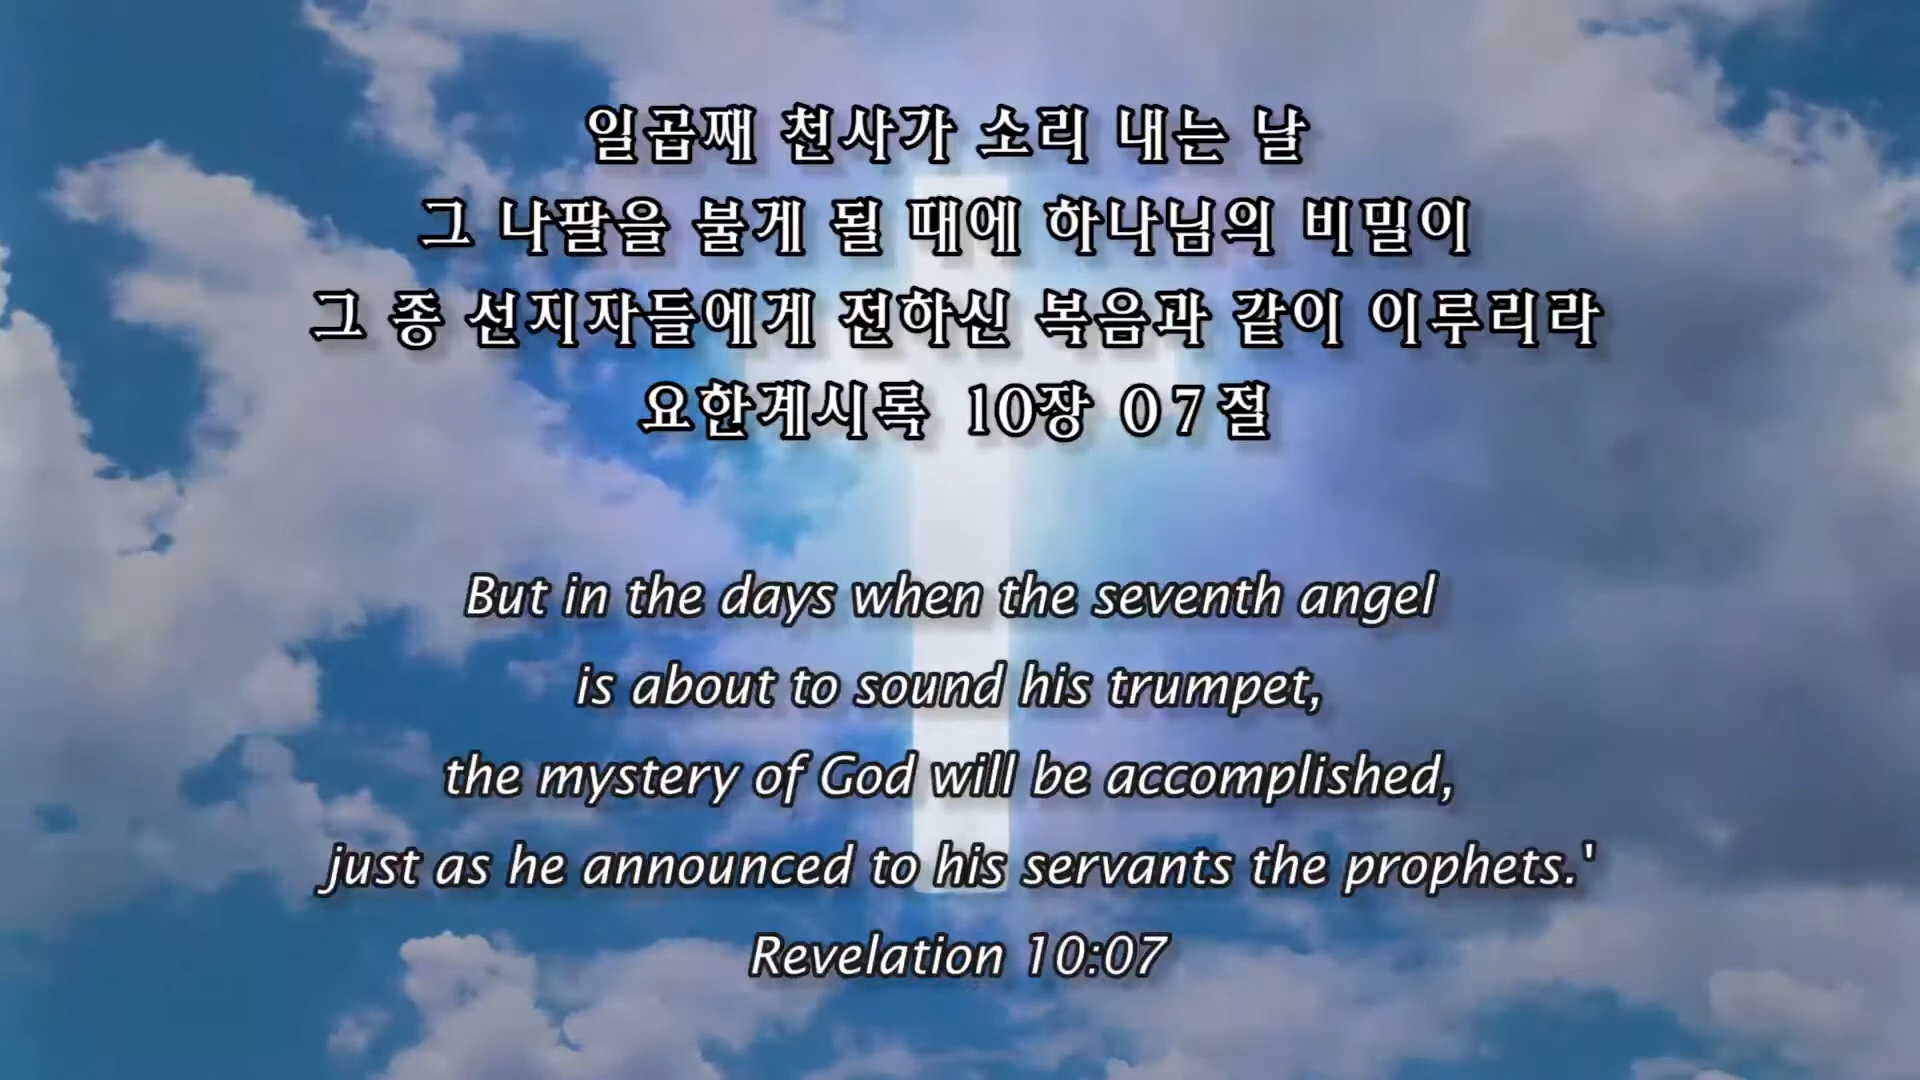 일곱째 천사가 소리 내는 날
그 나팔을 불게 될 때에 하나님의 비밀이
그 종 선지자들에게 전하신 복음과 같이 이루리라
요한계시록 10장 07절
But in the days when the seventh angel
is about to sound his trumpet,
the mystery of God will be accomplished,
just as he announced to his servants the prophets.'
Revelation 10:07